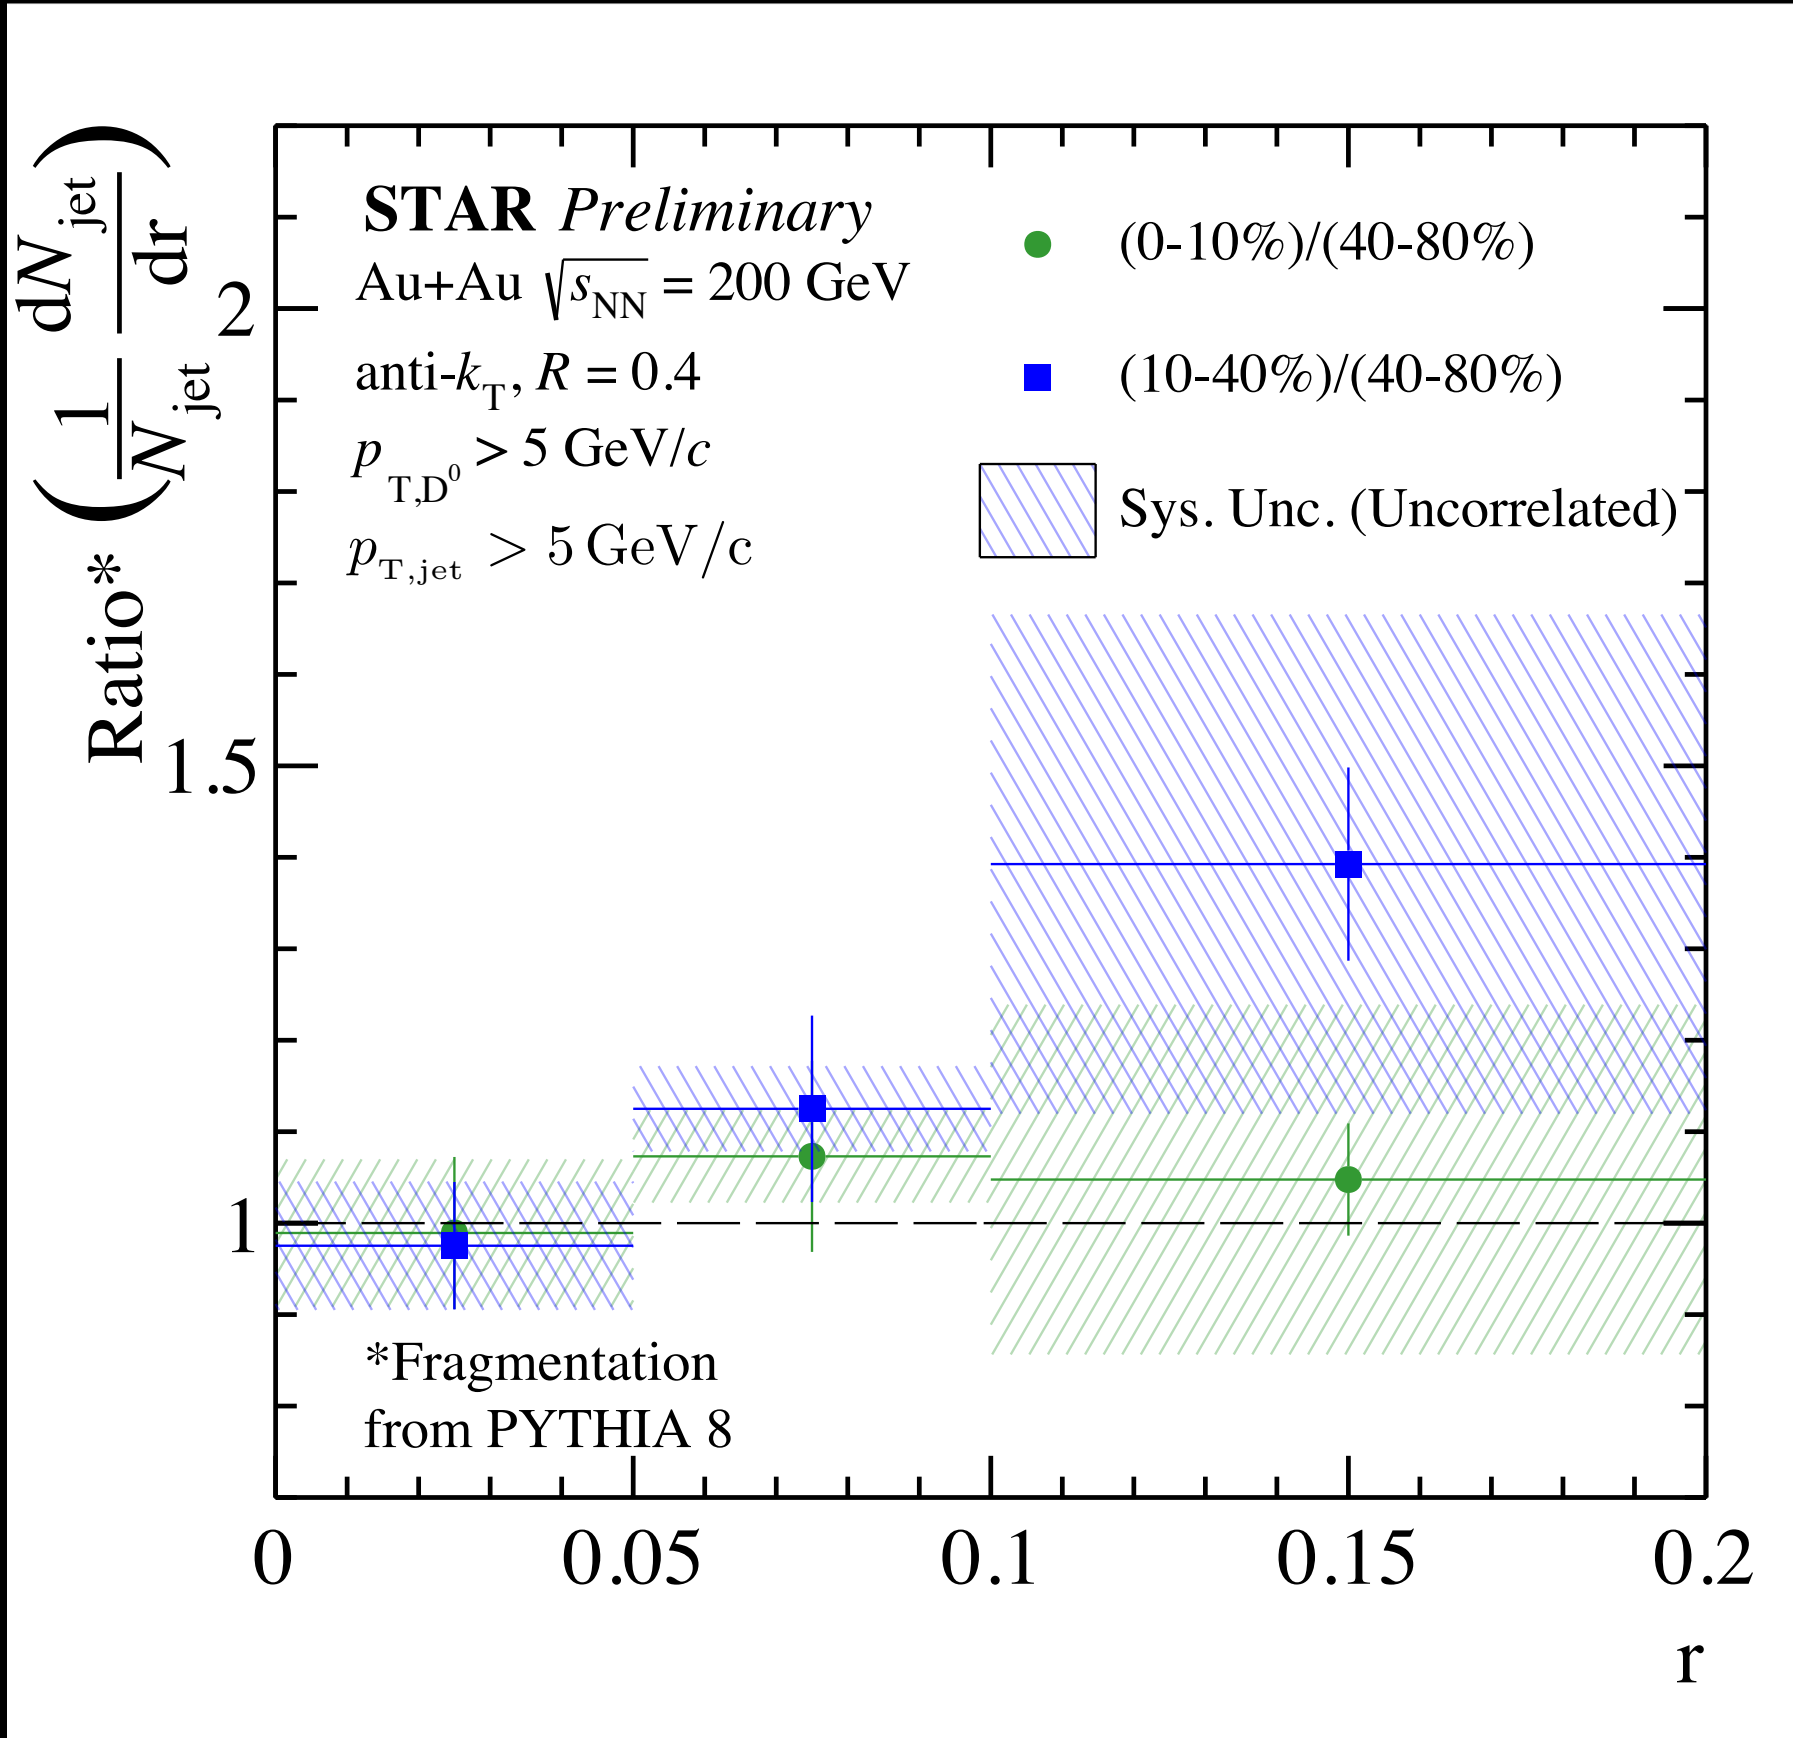 Ratio* ( 1/N_jet dN_jet/dr )
STAR Preliminary
Au+Au √s_NN = 200 GeV
anti-k_T, R = 0.4
p_T,D⁰ > 5 GeV/c
p_T,jet > 5 GeV/c
(0-10%)/(40-80%)
(10-40%)/(40-80%)
Sys. Unc. (Uncorrelated)
2
1.5
1
*Fragmentation
from PYTHIA 8
0 0.05 0.1 0.15 0.2
r